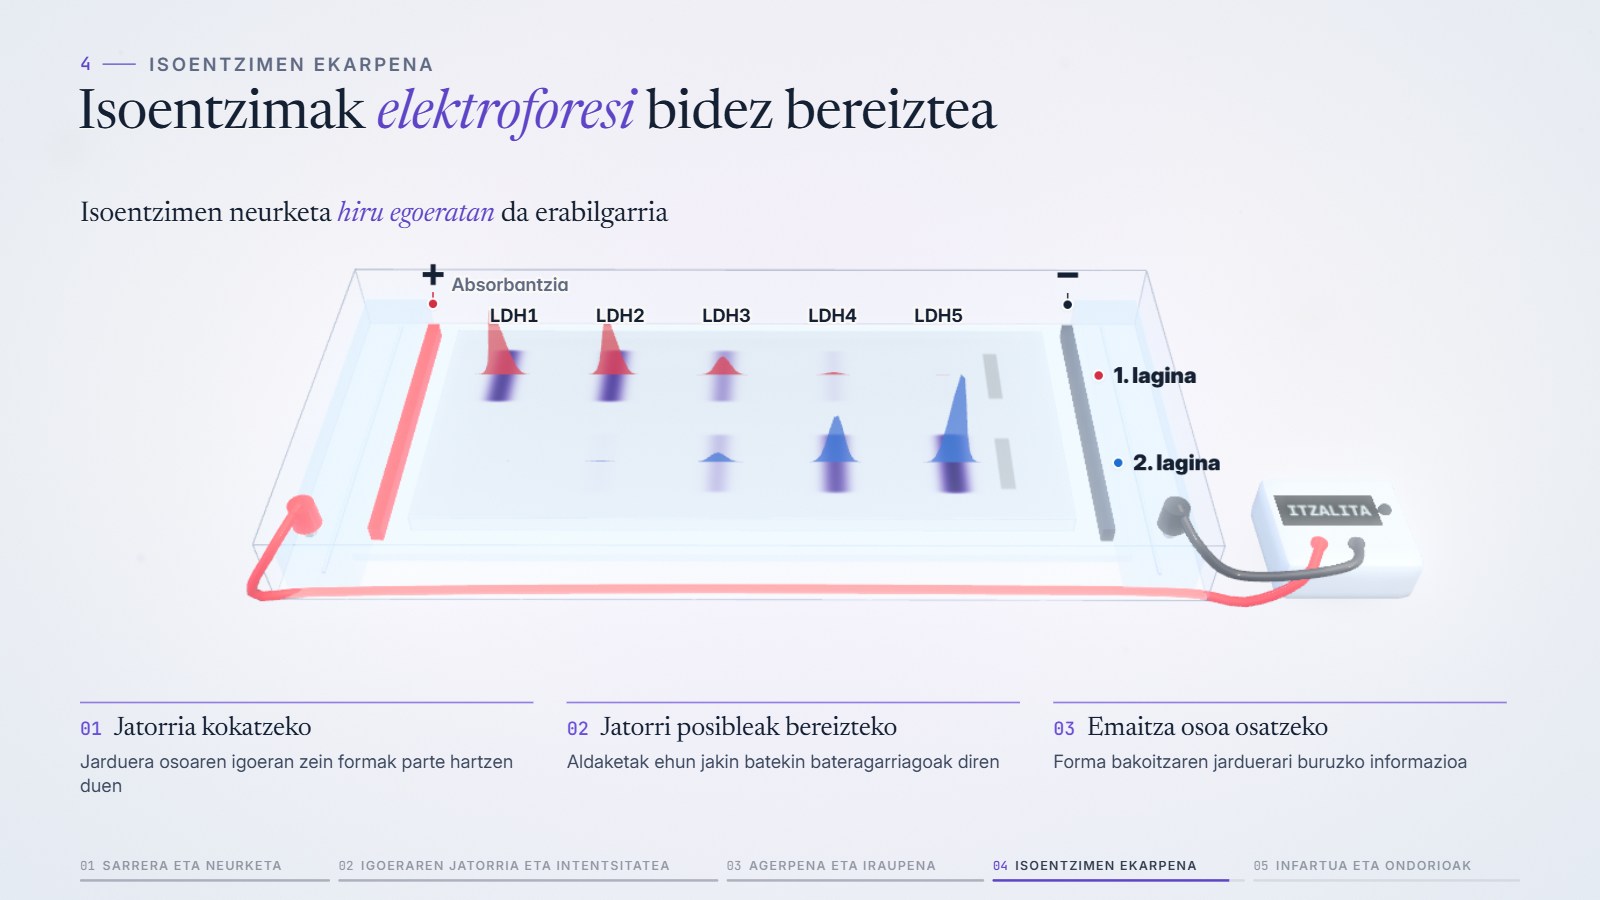 4 — ISOENTZIMEN EKARPENA
Isoentzimak elektroforesi bidez bereiztea
Isoentzimen neurketa hiru egoeratan da erabilgarria
+ −
Absorbantzia
LDH1 LDH2 LDH3 LDH4 LDH5
1. lagina
2. lagina
ITZALITA
01 Jatorria kokatzeko
Jarduera osoaren igoeran zein formak parte hartzen
duen
02 Jatorri posibleak bereizteko
Aldaketak ehun jakin batekin bateragarriagoak diren
03 Emaitza osoa osatzeko
Forma bakoitzaren jarduerari buruzko informazioa
01 SARRERA ETA NEURKETA
02 IGOERAREN JATORRIA ETA INTENTSITATEA
03 AGERPENA ETA IRAUPENA
04 ISOENTZIMEN EKARPENA
05 INFARTUA ETA ONDORIOAK